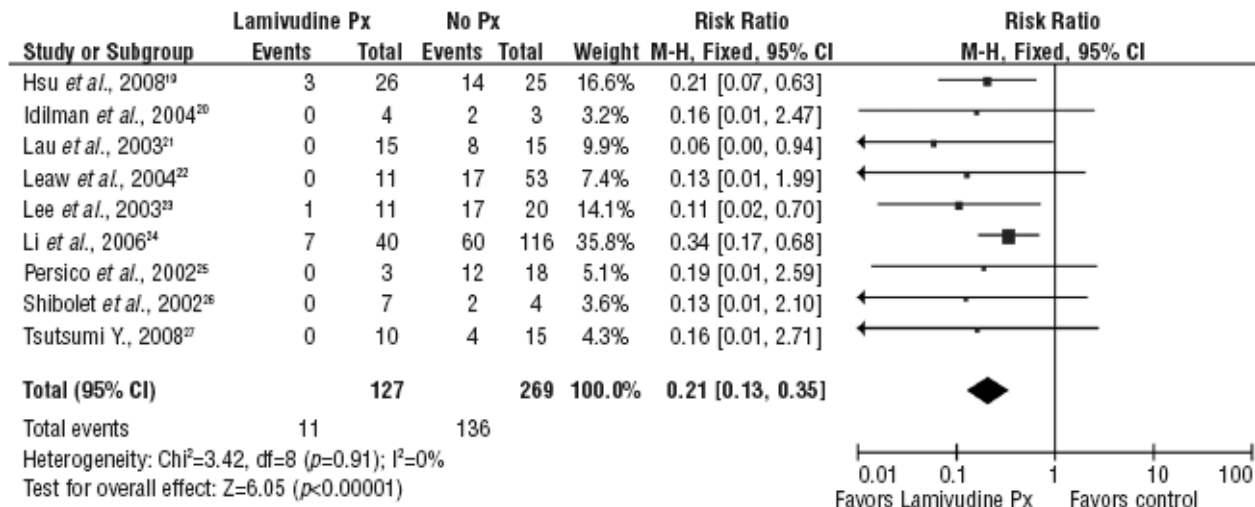 Lamivudine Px No Px Risk Ratio Risk Ratio
Study or Subgroup Events Total Events Total Weight M-H, Fixed, 95% CI M-H, Fixed, 95% CI
Hsu et al., 2008¹⁹ 3 26 14 25 16.6% 0.21 [0.07, 0.63]
Idilman et al., 2004²⁰ 0 4 2 3 3.2% 0.16 [0.01, 2.47]
Lau et al., 2003²¹ 0 15 8 15 9.9% 0.06 [0.00, 0.94]
Leaw et al., 2004²² 0 11 17 53 7.4% 0.13 [0.01, 1.99]
Lee et al., 2003²³ 1 11 17 20 14.1% 0.11 [0.02, 0.70]
Li et al., 2006²⁴ 7 40 60 116 35.8% 0.34 [0.17, 0.68]
Persico et al., 2002²⁵ 0 3 12 18 5.1% 0.19 [0.01, 2.59]
Shibolet et al., 2002²⁶ 0 7 2 4 3.6% 0.13 [0.01, 2.10]
Tsutsumi Y., 2008²⁷ 0 10 4 15 4.3% 0.16 [0.01, 2.71]
Total (95% CI) 127 269 100.0% 0.21 [0.13, 0.35]
Total events 11 136
Heterogeneity: Chi²=3.42, df=8 (p=0.91); I²=0%
Test for overall effect: Z=6.05 (p<0.00001)
0.01 0.1 1 10 100
Favors Lamivudine Px Favors control